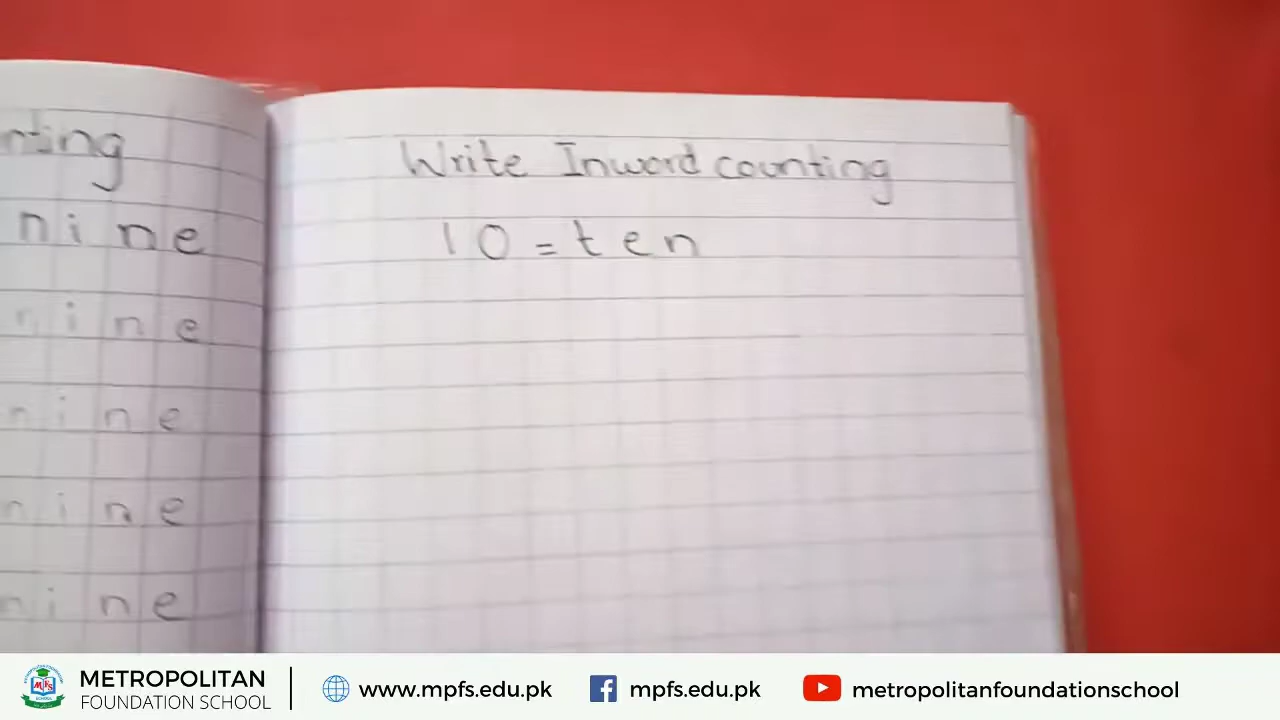 nting
nine
nine
nine
nine
nine
Write Inword counting
10=ten
METROPOLITAN
FOUNDATION SCHOOL
www.mpfs.edu.pk
mpfs.edu.pk
metropolitanfoundationschool